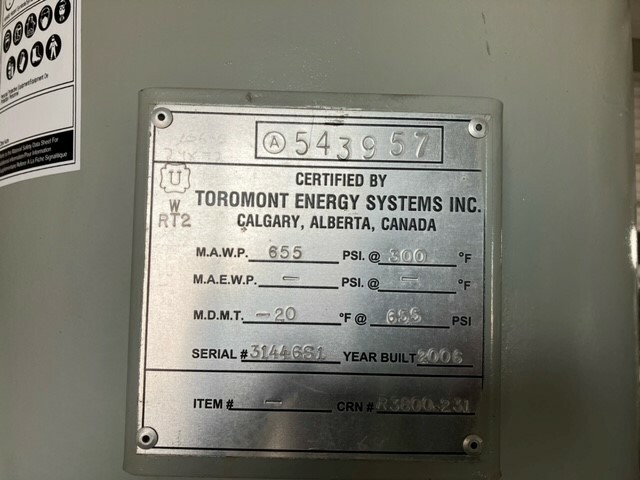 Ⓐ 543957
U
W
RT2
CERTIFIED BY
TOROMONT ENERGY SYSTEMS INC.
CALGARY, ALBERTA, CANADA
M.A.W.P. 655 PSI. @ 300 °F
M.A.E.W.P. - PSI. @ - °F
M.D.M.T. -20 °F @ 655 PSI
SERIAL # 31446S1 YEAR BUILT 2006
ITEM # - CRN #